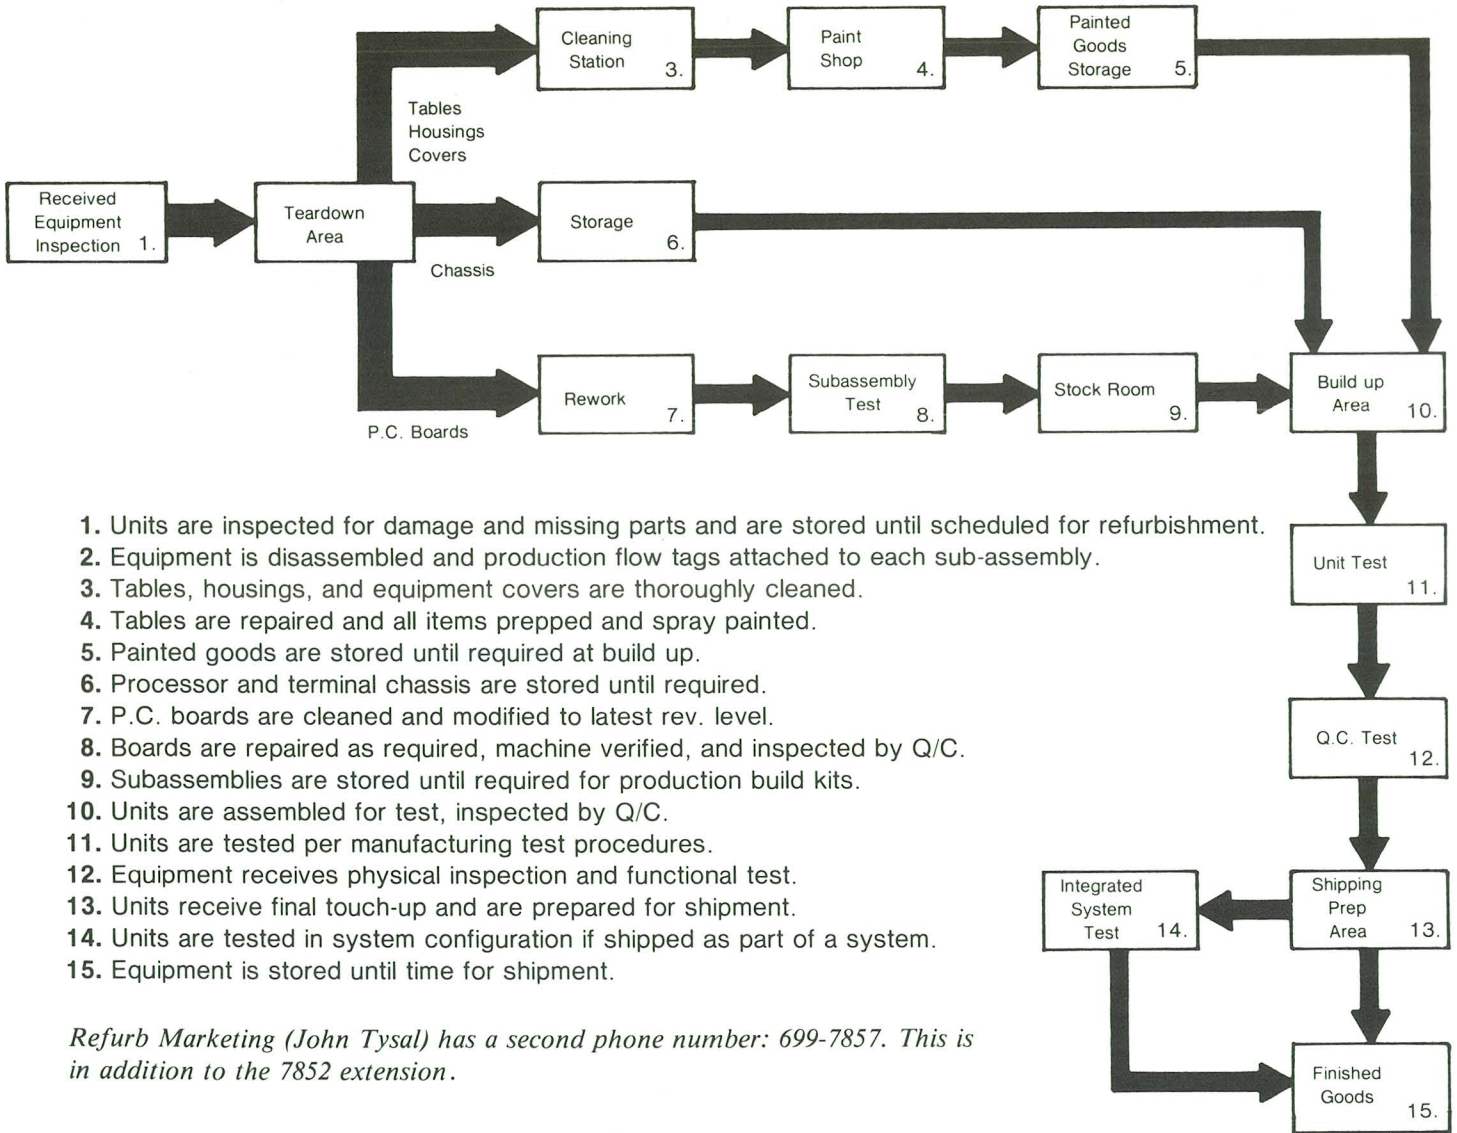 Cleaning
Station
3.
Paint
Shop
4.
Painted
Goods
Storage
5.
Tables
Housings
Covers
Received
Equipment
Inspection 1.
Teardown
Area
Storage
6.
Chassis
Rework
7.
P.C. Boards
Subassembly
Test
8.
Stock Room
9.
Build up
Area
10.
Unit Test
11.
Q.C. Test
12.
Shipping
Prep
Area
13.
Integrated
System
Test
14.
Finished
Goods
15.
1. Units are inspected for damage and missing parts and are stored until scheduled for refurbishment.
2. Equipment is disassembled and production flow tags attached to each sub-assembly.
3. Tables, housings, and equipment covers are thoroughly cleaned.
4. Tables are repaired and all items prepped and spray painted.
5. Painted goods are stored until required at build up.
6. Processor and terminal chassis are stored until required.
7. P.C. boards are cleaned and modified to latest rev. level.
8. Boards are repaired as required, machine verified, and inspected by Q/C.
9. Subassemblies are stored until required for production build kits.
10. Units are assembled for test, inspected by Q/C.
11. Units are tested per manufacturing test procedures.
12. Equipment receives physical inspection and functional test.
13. Units receive final touch-up and are prepared for shipment.
14. Units are tested in system configuration if shipped as part of a system.
15. Equipment is stored until time for shipment.
Refurb Marketing (John Tysal) has a second phone number: 699-7857. This is
in addition to the 7852 extension.